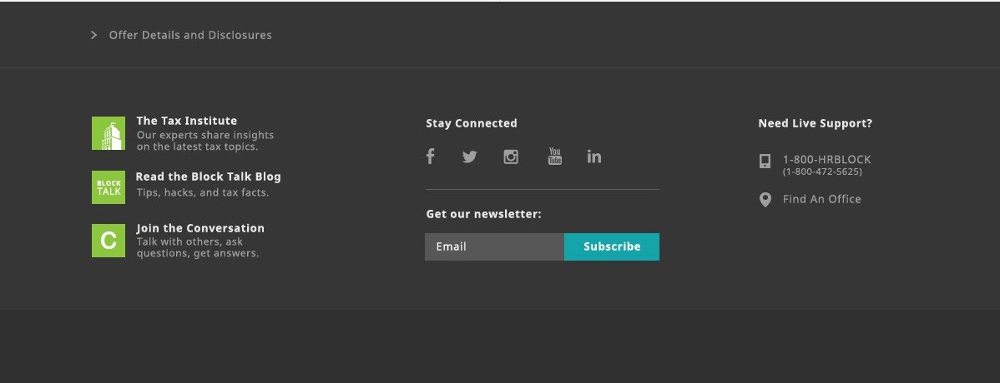 Offer Details and Disclosures
The Tax Institute
Our experts share insights
on the latest tax topics.
BLOCK
TALK
Read the Block Talk Blog
Tips, hacks, and tax facts.
C
Join the Conversation
Talk with others, ask
questions, get answers.
Stay Connected
f
You
Tube
in
Get our newsletter:
Email
Subscribe
Need Live Support?
1-800-HRBLOCK
(1-800-472-5625)
Find An Office